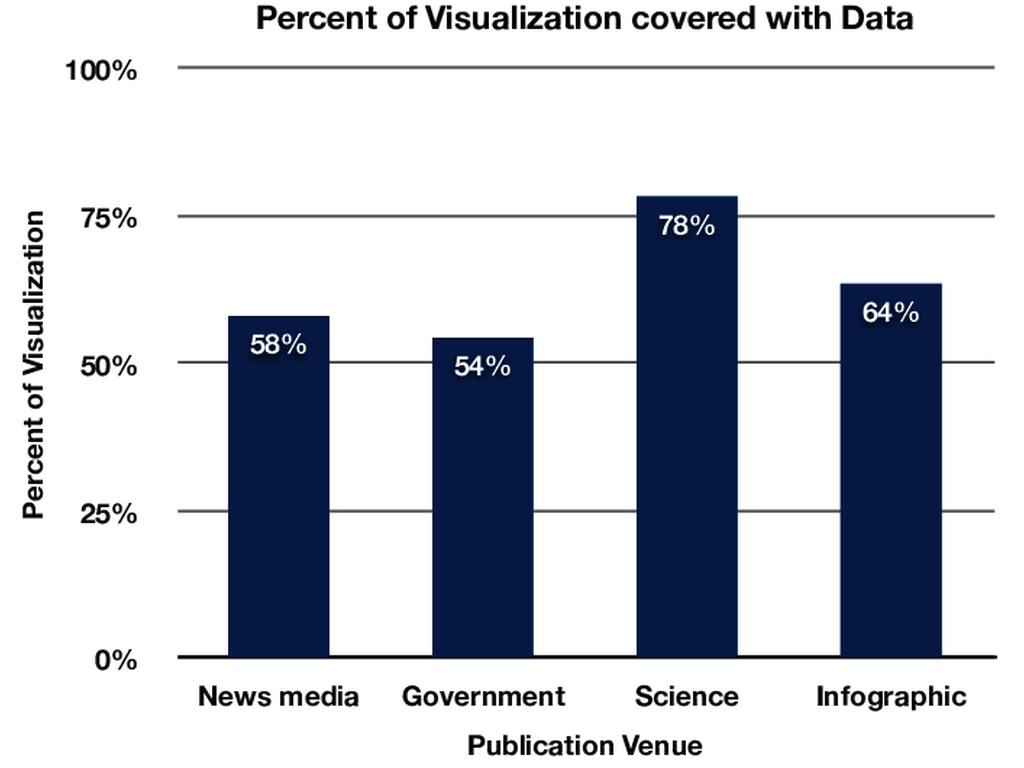 Percent of Visualization covered with Data
100%
75%
50%
25%
0%
Percent of Visualization
58%
54%
78%
64%
News media
Government
Science
Infographic
Publication Venue